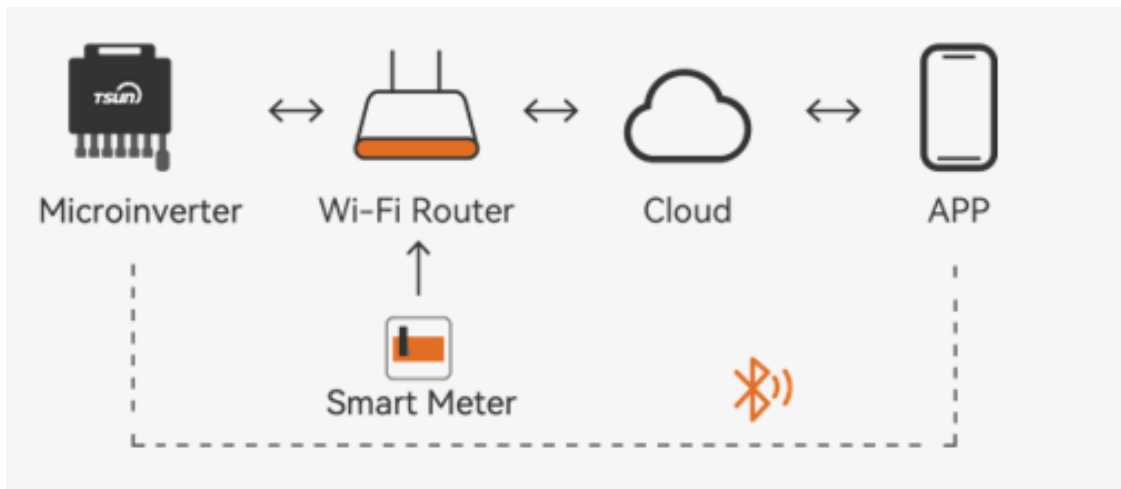 TSUN
Microinverter
Wi-Fi Router
Cloud
APP
Smart Meter